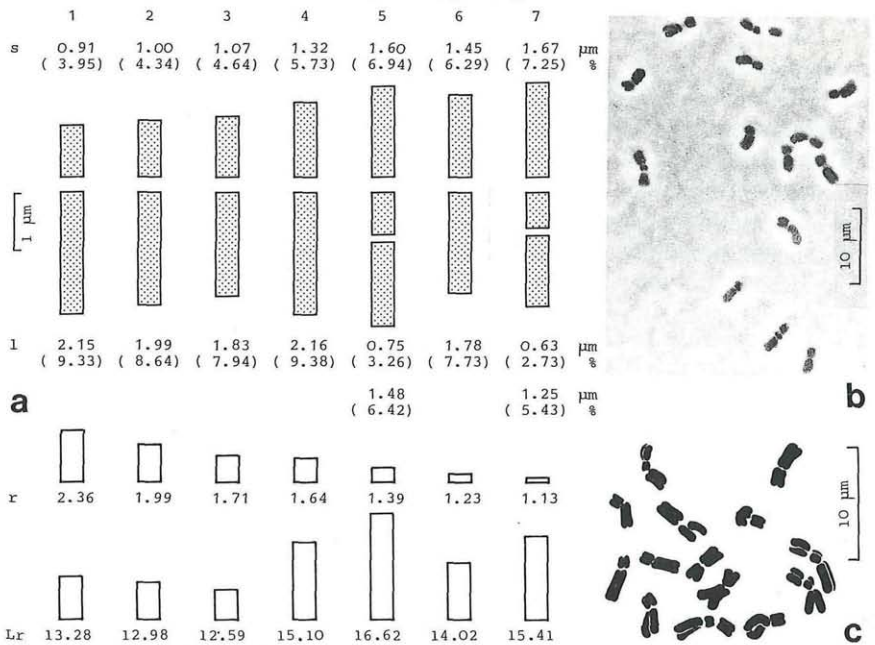 1 2 3 4 5 6 7
s 0.91 1.00 1.07 1.32 1.60 1.45 1.67 µm
( 3.95) ( 4.34) ( 4.64) ( 5.73) ( 6.94) ( 6.29) ( 7.25) %
1 µm
10 µm
l 2.15 1.99 1.83 2.16 0.75 1.78 0.63 µm
( 9.33) ( 8.64) ( 7.94) ( 9.38) ( 3.26) ( 7.73) ( 2.73) %
1.48 1.25 µm
( 6.42) ( 5.43) %
a
b
r 2.36 1.99 1.71 1.64 1.39 1.23 1.13
10 µm
Lr 13.28 12.98 12.59 15.10 16.62 14.02 15.41
c